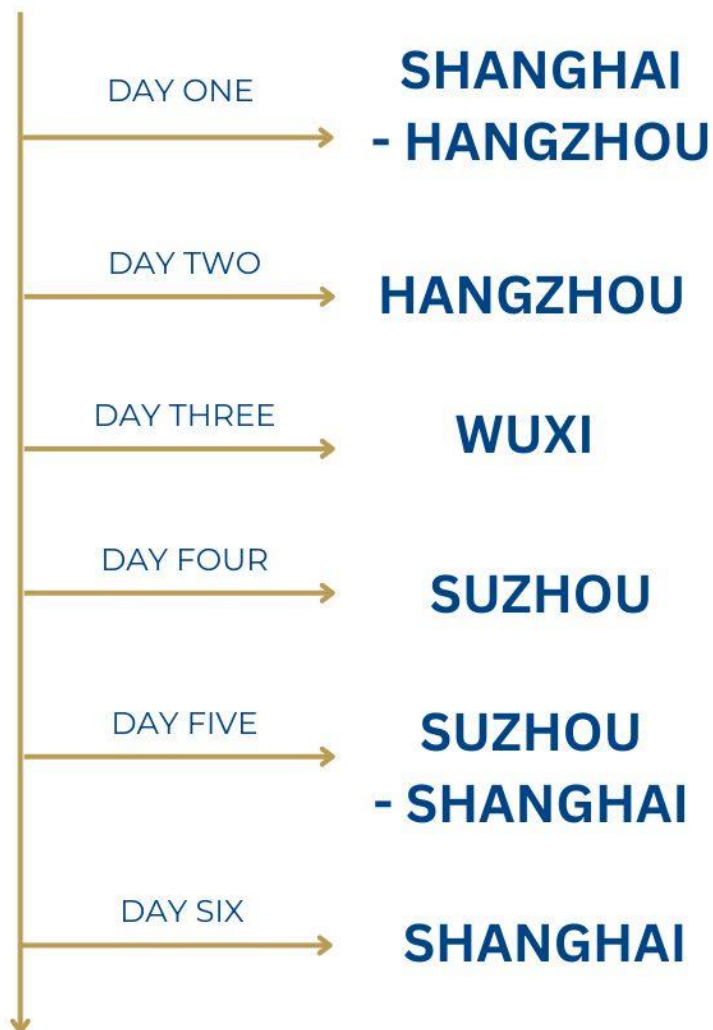 DAY ONE
SHANGHAI
- HANGZHOU
DAY TWO
HANGZHOU
DAY THREE
WUXI
DAY FOUR
SUZHOU
DAY FIVE
SUZHOU
- SHANGHAI
DAY SIX
SHANGHAI